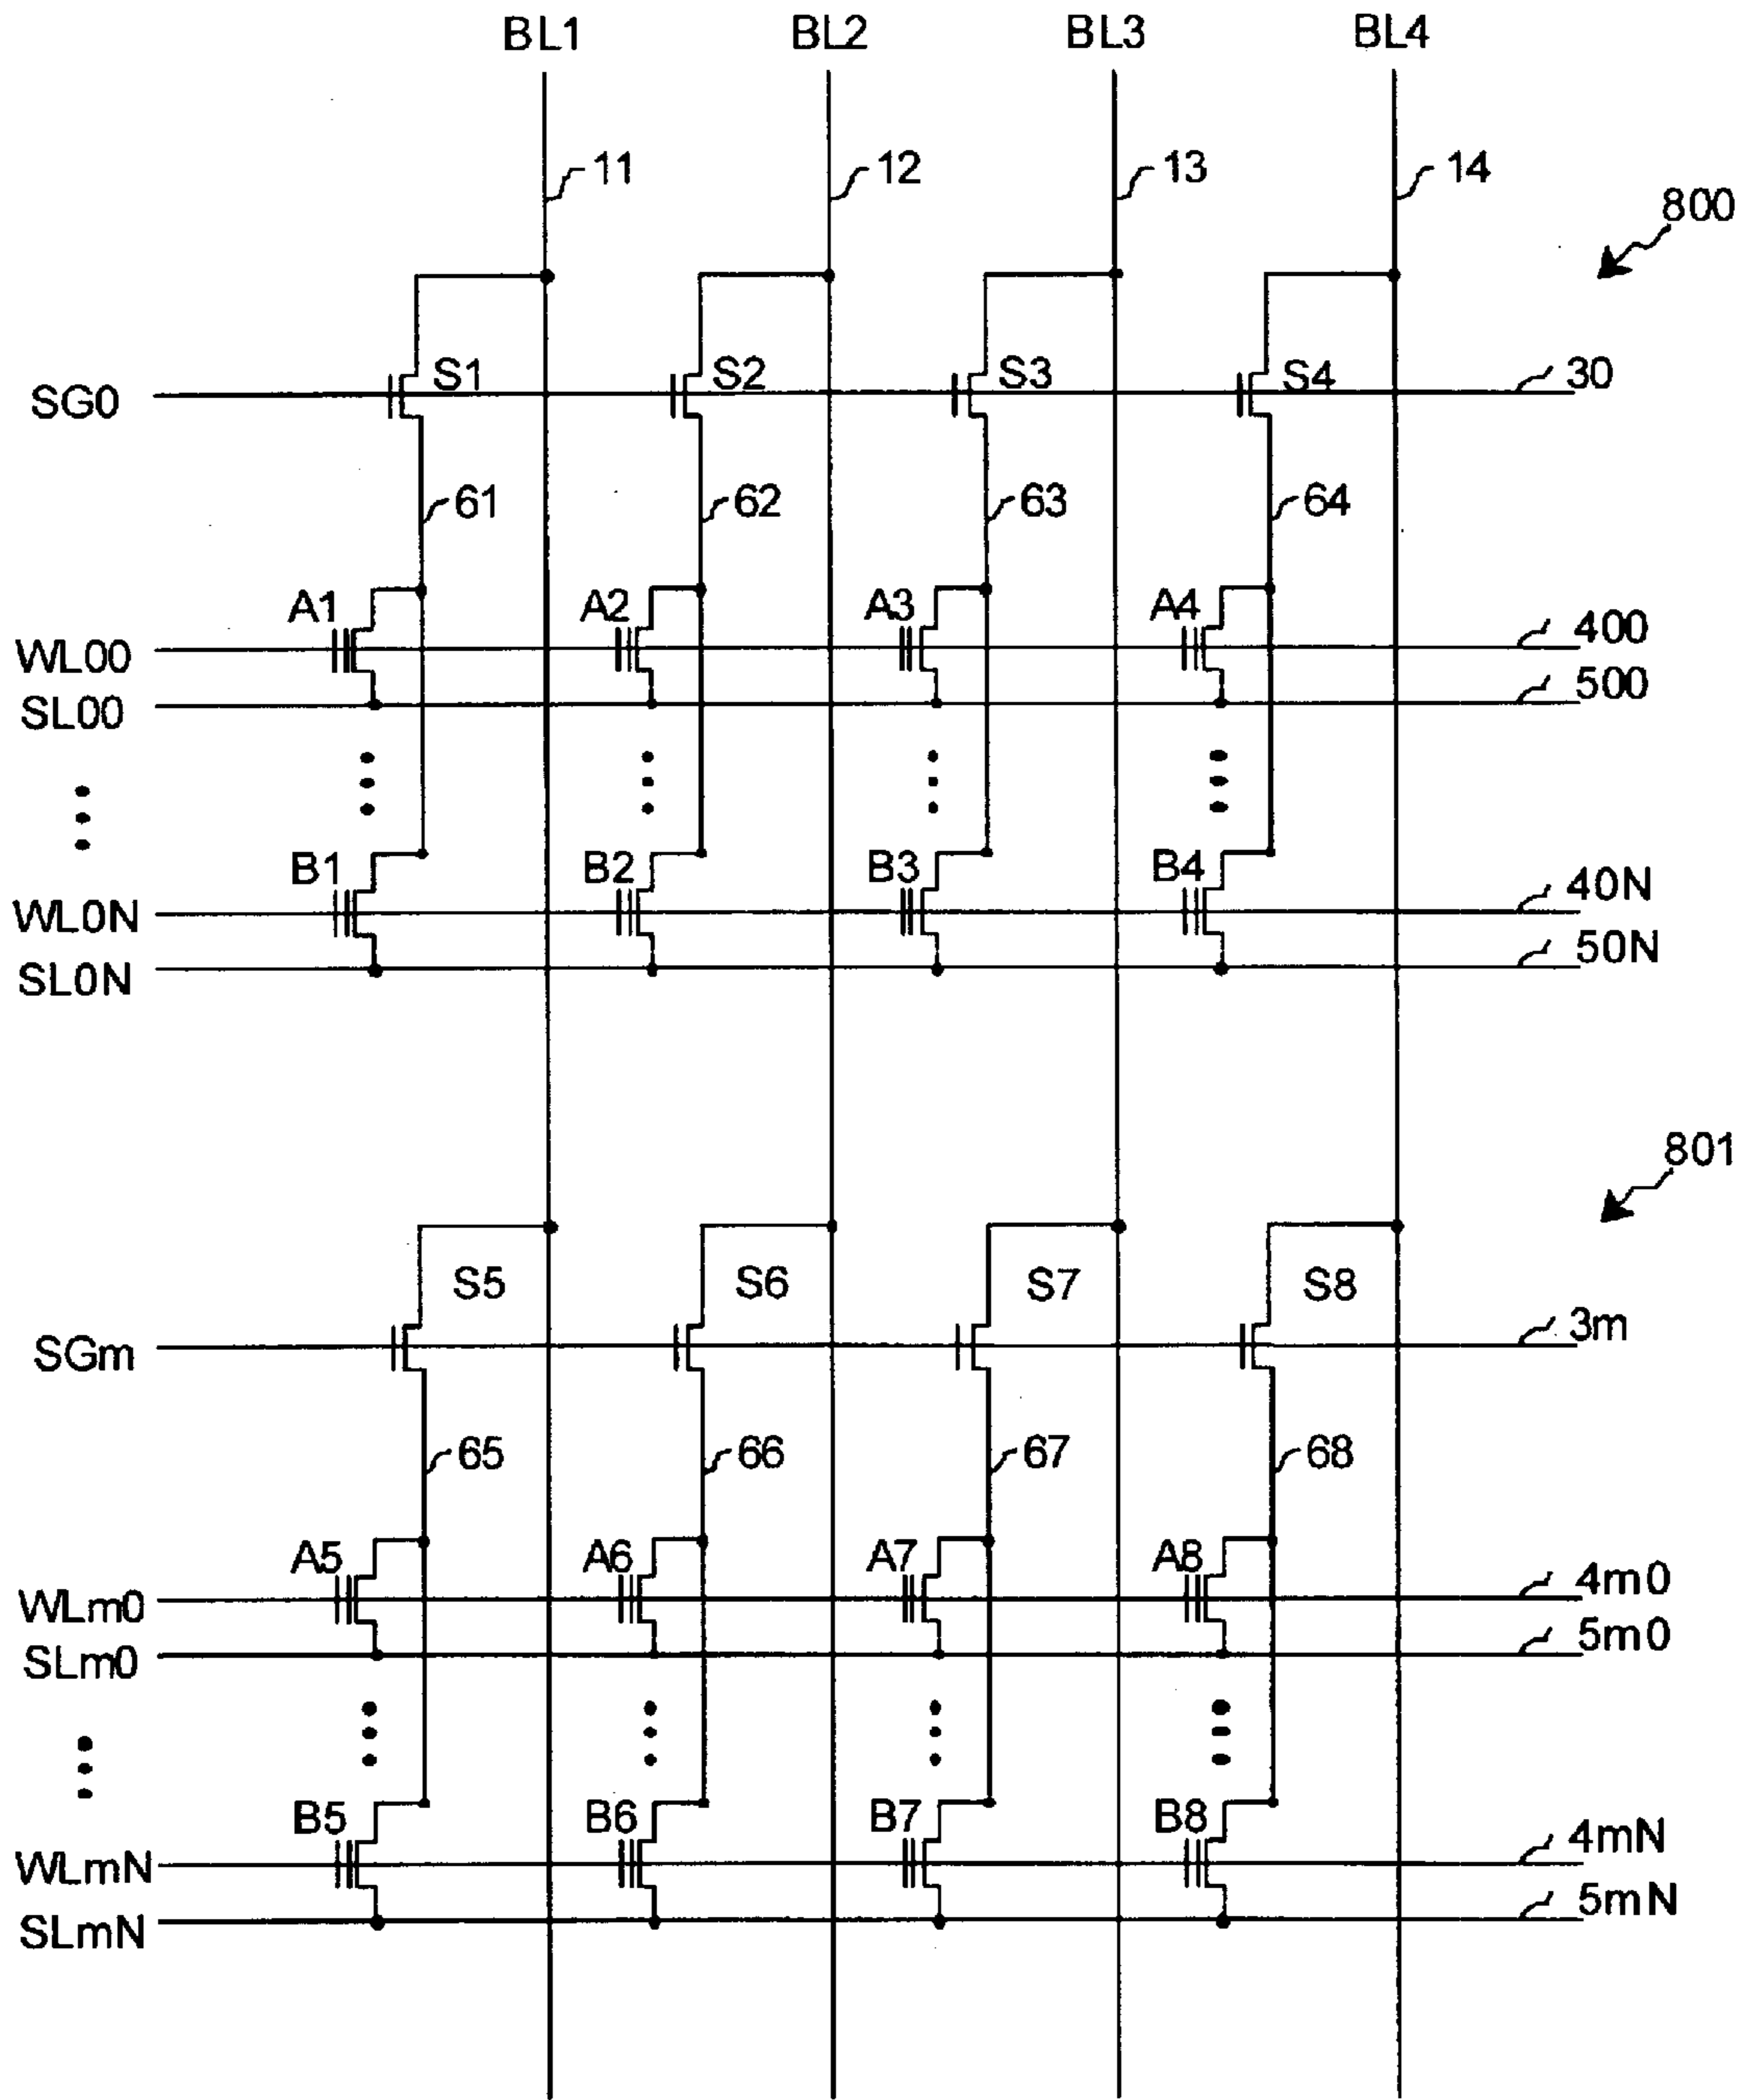 BL1 BL2 BL3 BL4
11 12 13 14
800
SG0 S1 S2 S3 S4 30
61 62 63 64
A1 A2 A3 A4
WL00 400
SL00 500
B1 B2 B3 B4
WL0N 40N
SL0N 50N
801
S5 S6 S7 S8
SGm 3m
65 66 67 68
A5 A6 A7 A8
WLm0 4m0
SLm0 5m0
B5 B6 B7 B8
WLmN 4mN
SLmN 5mN